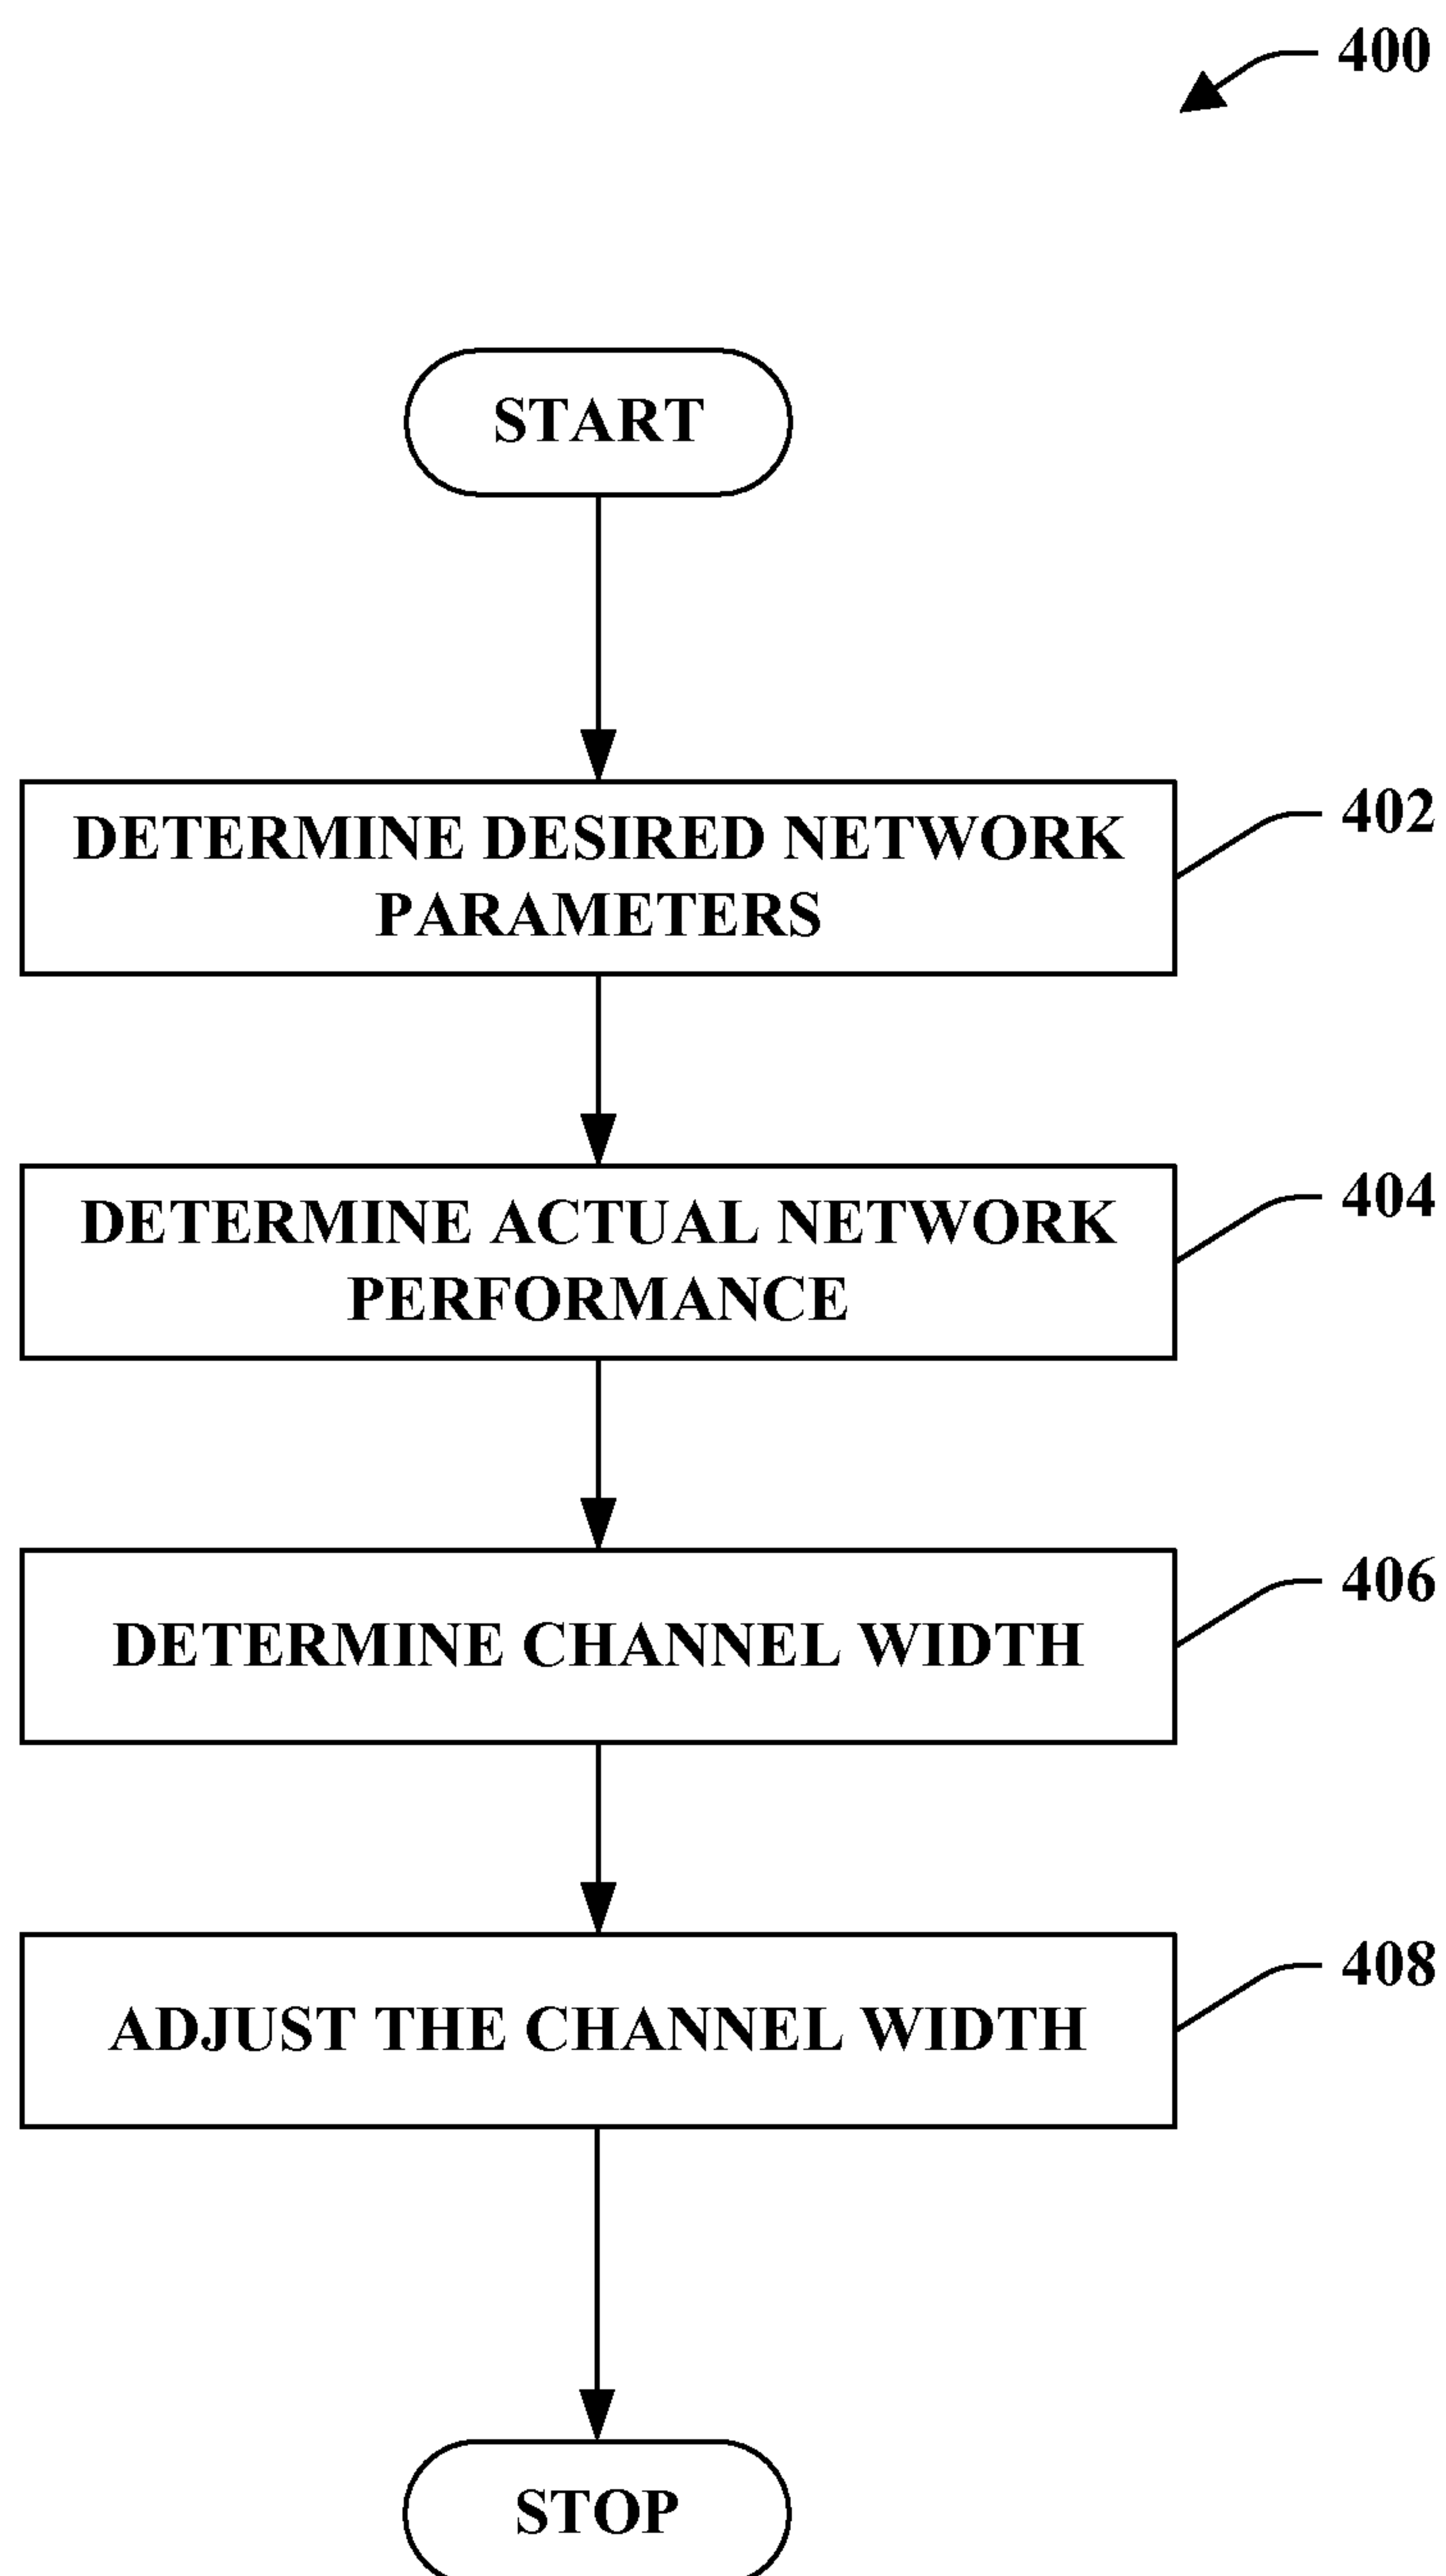 400
START
DETERMINE DESIRED NETWORK
PARAMETERS
402
DETERMINE ACTUAL NETWORK
PERFORMANCE
404
DETERMINE CHANNEL WIDTH
406
ADJUST THE CHANNEL WIDTH
408
STOP